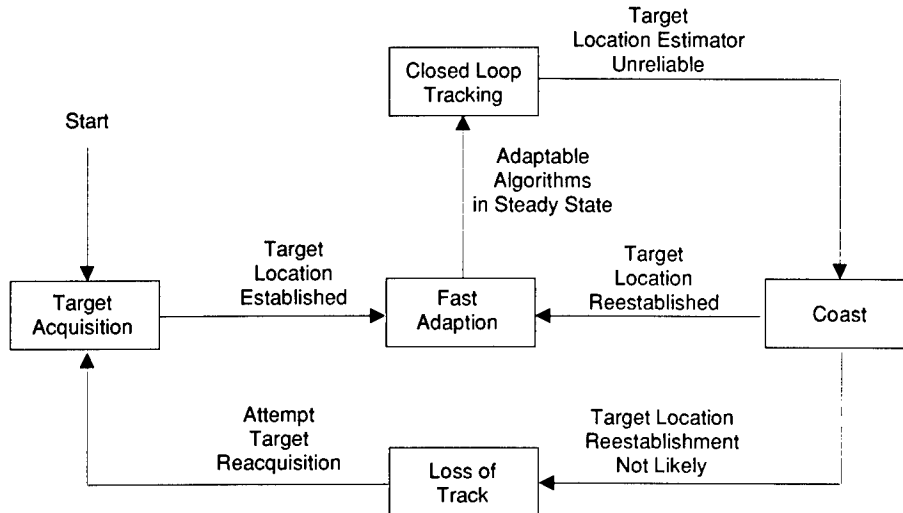 Target
Location Estimator
Unreliable
Closed Loop
Tracking
Start
Adaptable
Algorithms
in Steady State
Target
Location
Established
Target
Location
Reestablished
Target
Acquisition
Fast
Adaption
Coast
Attempt
Target
Reacquisition
Target Location
Reestablishment
Not Likely
Loss of
Track